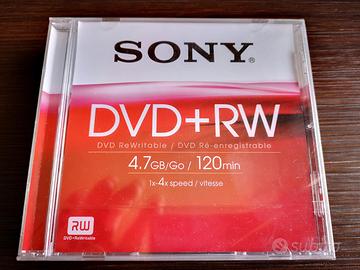 SONY®
DVD+RW
DVD ReWritable / DVD Ré-enregistrable
4.7GB/Go / 120min
1x-4x speed / vitesse
RW
DVD+ReWritable
subito